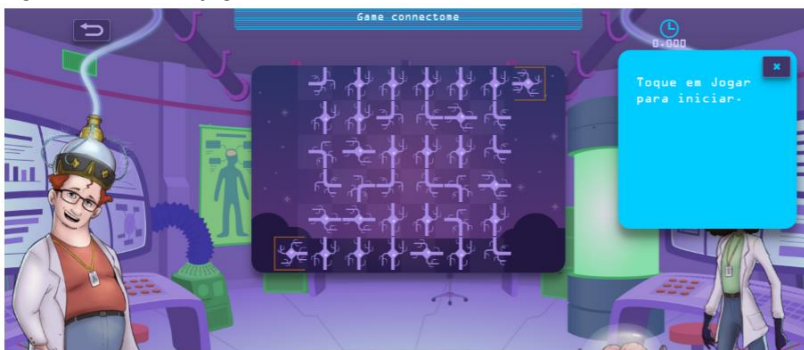 Game connectome
0.000
×
Toque em Jogar
para iniciar.